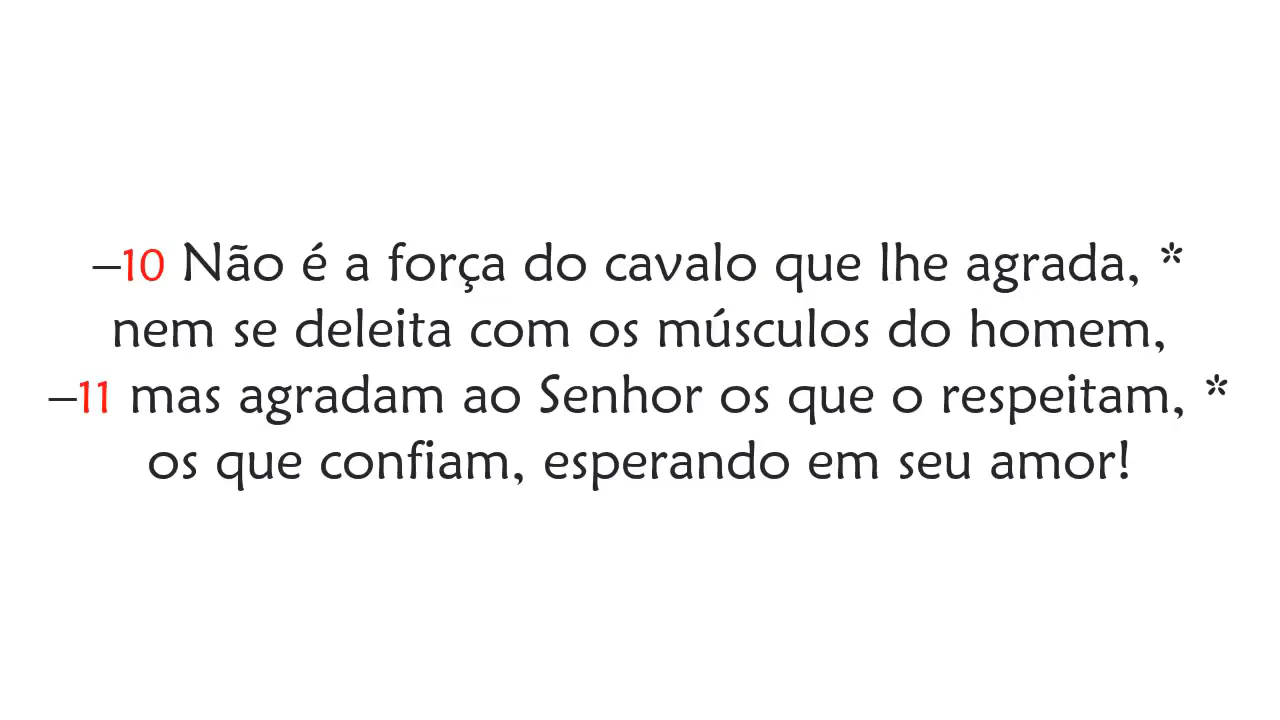 –10 Não é a força do cavalo que lhe agrada, *
nem se deleita com os músculos do homem,
–11 mas agradam ao Senhor os que o respeitam, *
os que confiam, esperando em seu amor!